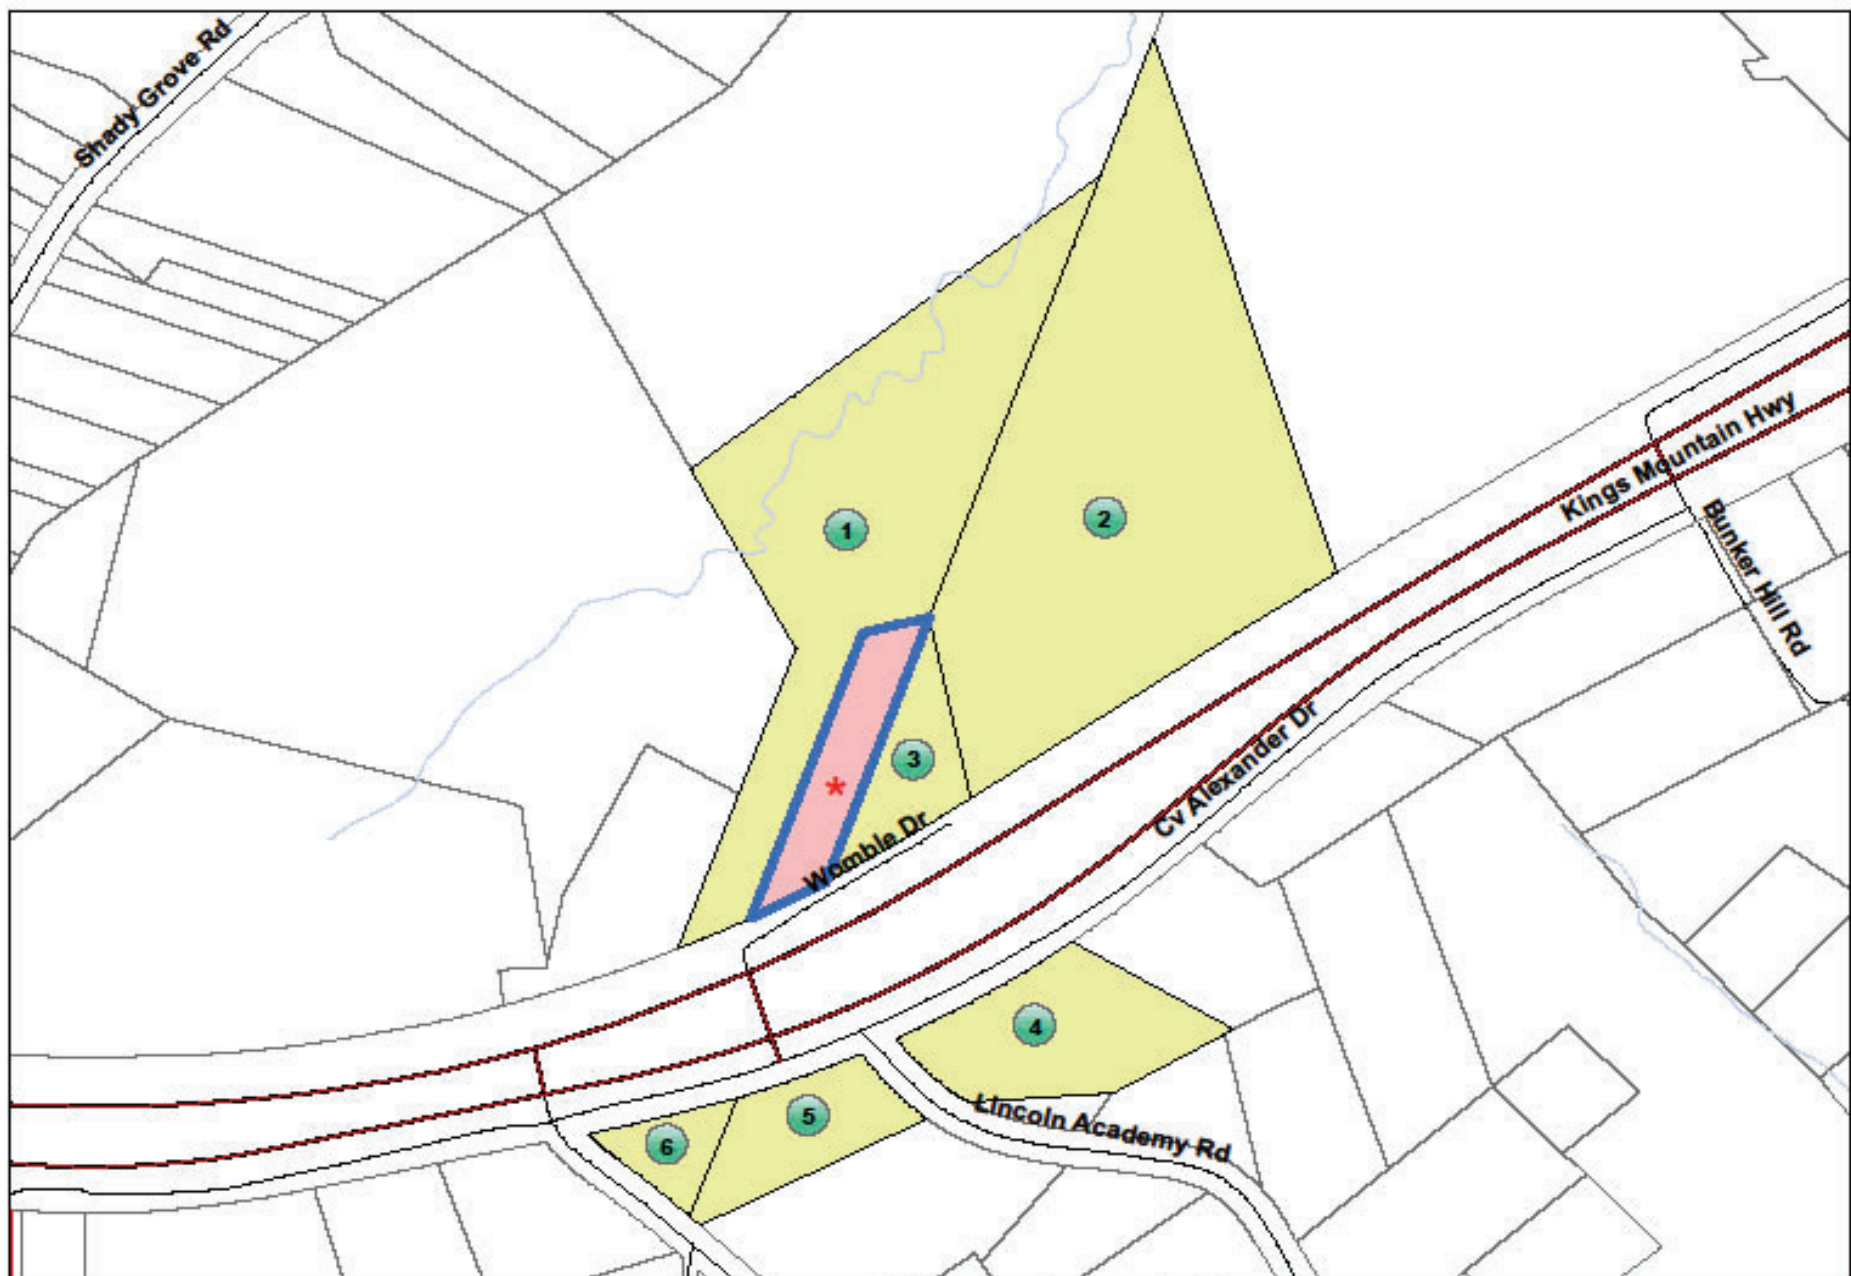 Shady Grove Rd
Kings Mountain Hwy
1
2
Bunker Hill Rd
3
*
Womble Dr
Cv Alexander Dr
4
5
6
Lincoln Academy Rd